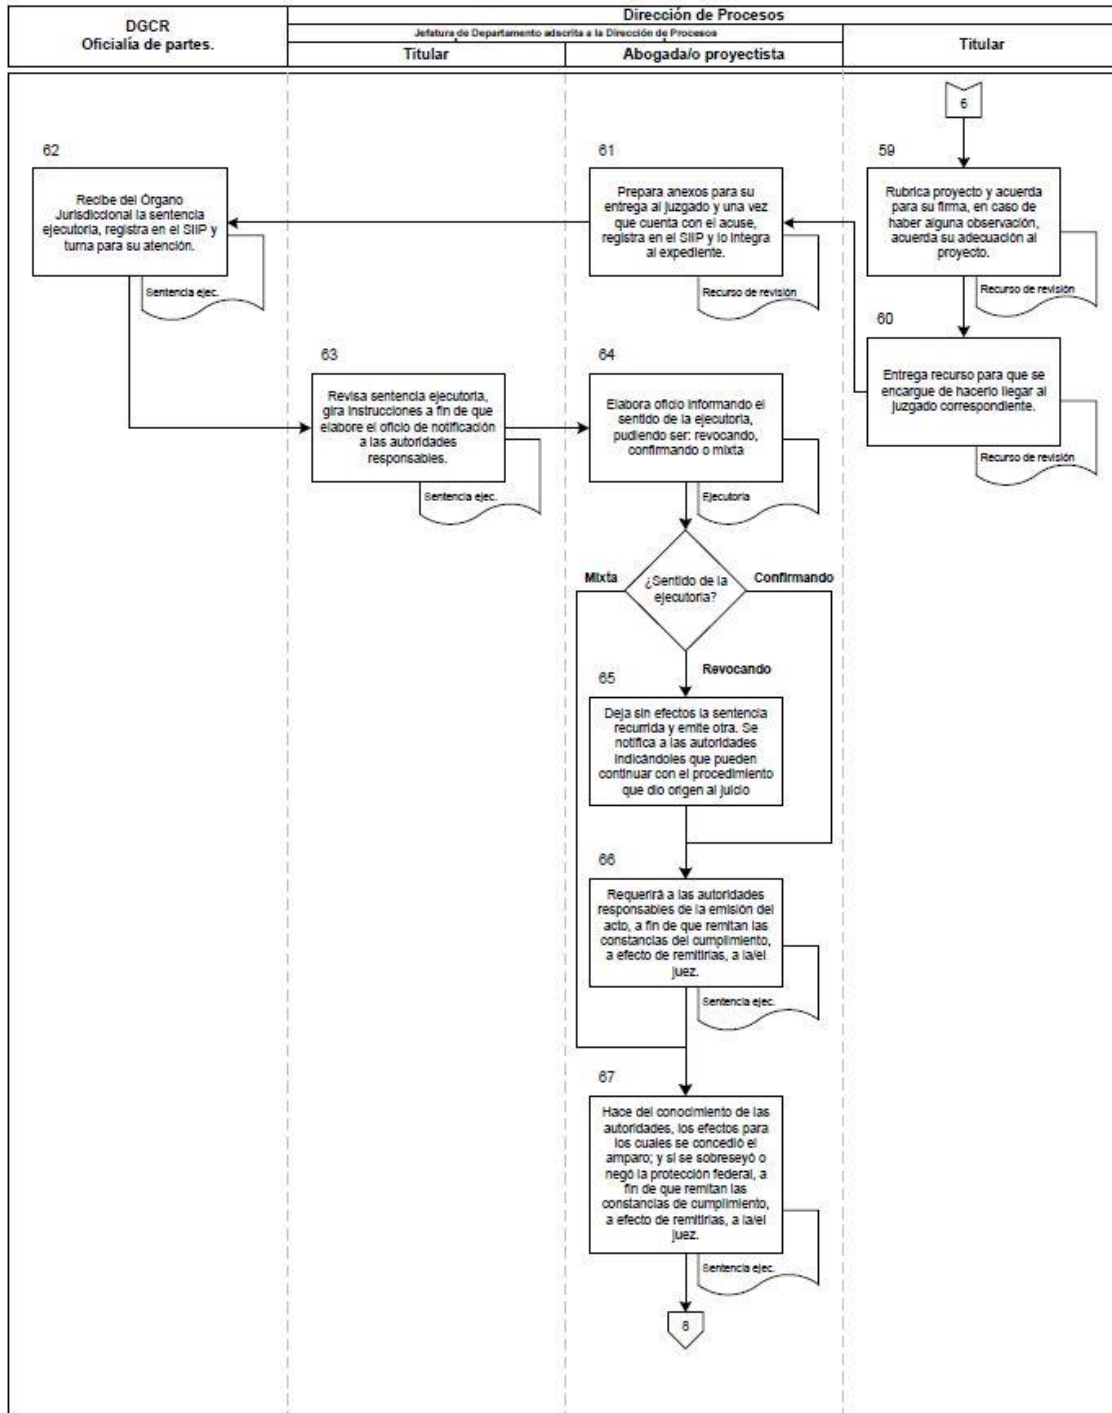 DGCR
Oficialía de partes.
Dirección de Procesos
Jefatura de Departamento adscrita a la Dirección de Procesos
Titular
Abogada/o proyectista
Titular
6
62
Recibe del Órgano
Jurisdiccional la sentencia
ejecutoria, registra en el SIIP y
turna para su atención.
Sentencia ejec.
61
Prepara anexos para su
entrega al juzgado y una vez
que cuenta con el acuse,
registra en el SIIP y lo integra
al expediente.
Recurso de revisión
59
Rubrica proyecto y acuerda
para su firma, en caso de
haber alguna observación,
acuerda su adecuación al
proyecto.
Recurso de revisión
60
Entrega recurso para que se
encargue de hacerlo llegar al
juzgado correspondiente.
Recurso de revisión
63
Revisa sentencia ejecutoria,
gira instrucciones a fin de que
elabore el oficio de notificación
a las autoridades
responsables.
Sentencia ejec.
64
Elabora oficio informando el
sentido de la ejecutoria,
pudiendo ser: revocando,
confirmando o mixta
Ejecutoria
Mixta
¿Sentido de la
ejecutoria?
Confirmando
Revocando
65
Deja sin efectos la sentencia
recurrida y emite otra. Se
notifica a las autoridades
indicándoles que pueden
continuar con el procedimiento
que dio origen al juicio
66
Requerirá a las autoridades
responsables de la emisión del
acto, a fin de que remitan las
constancias del cumplimiento,
a efecto de remitirlas, a la/el
juez.
Sentencia ejec.
67
Hace del conocimiento de las
autoridades, los efectos para
los cuales se concedió el
amparo; y si se sobreseyó o
negó la protección federal, a
fin de que remitan las
constancias de cumplimiento,
a efecto de remitirlas, a la/el
juez.
Sentencia ejec.
8